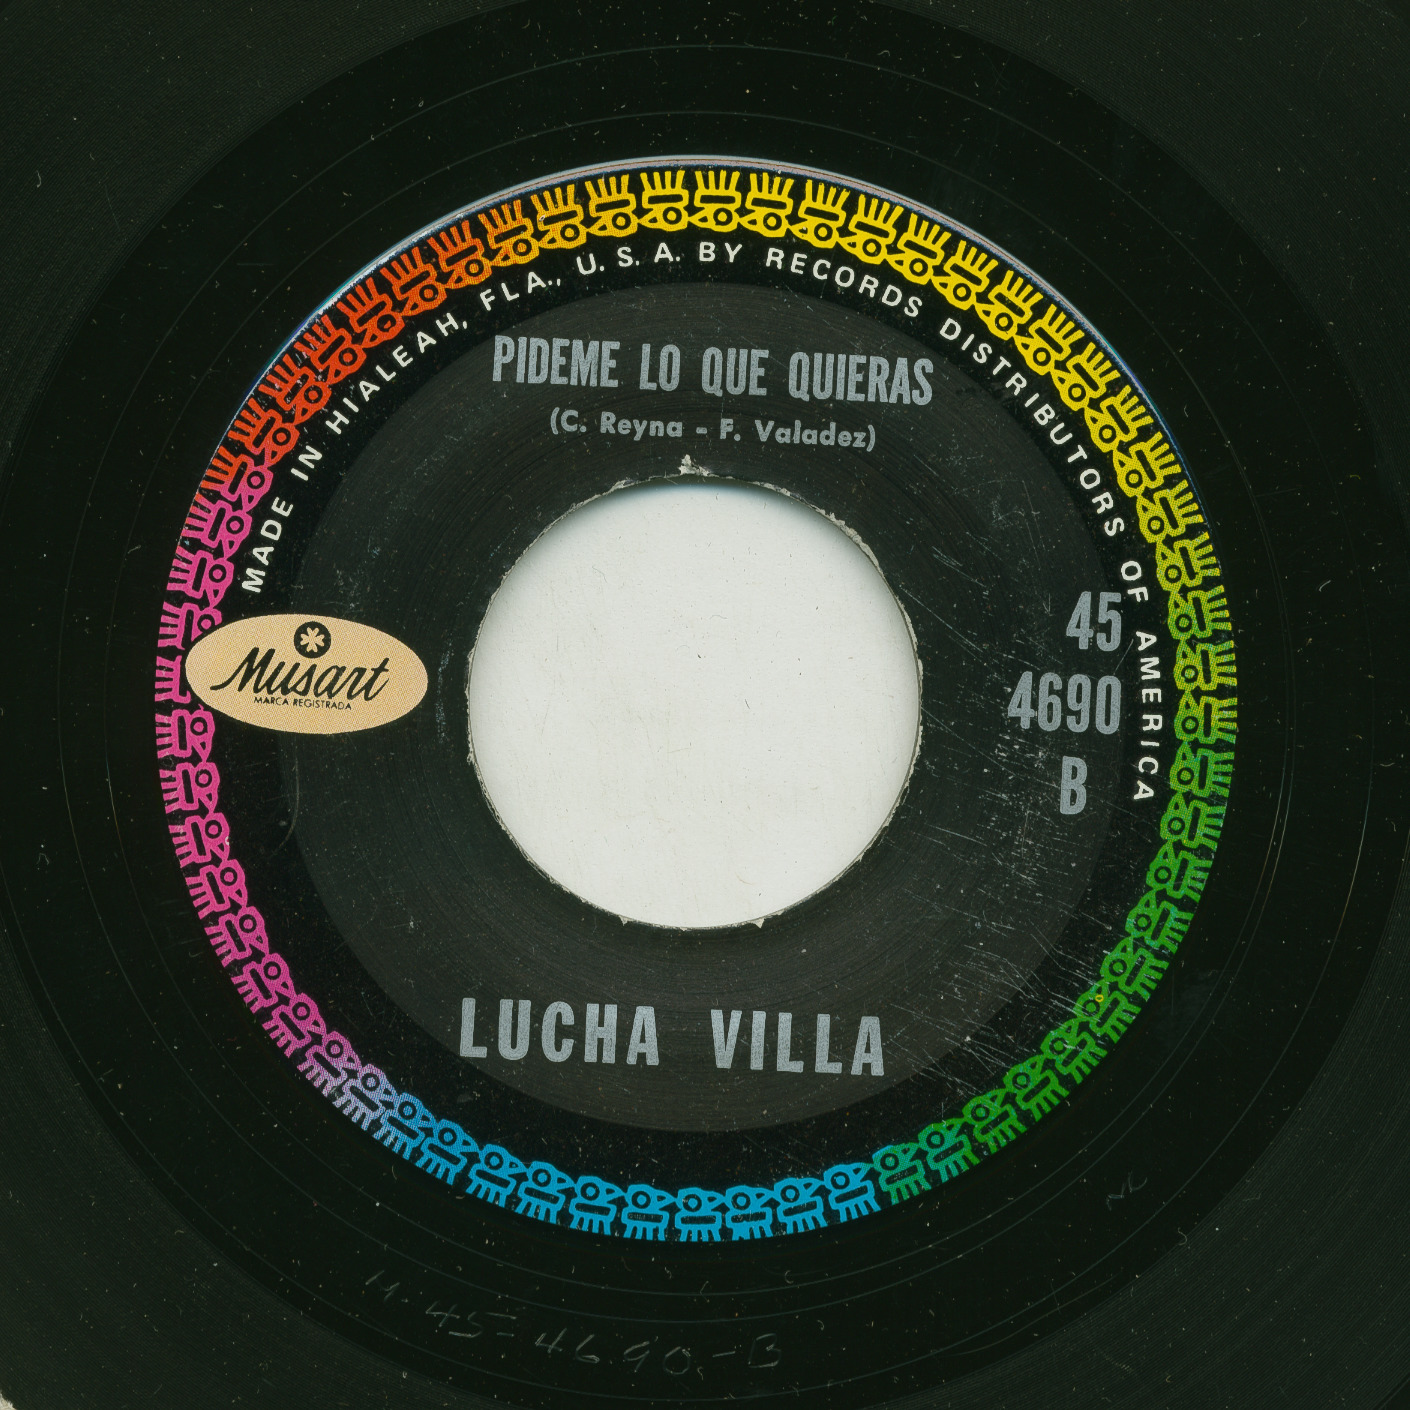 MADE IN HIALEAH, FLA., U. S. A. BY RECORDS DISTRIBUTORS OF AMERICA
PIDEME LO QUE QUIERAS
(C. Reyna - F. Valadez)
Musart
MARCA REGISTRADA
45
4690
B
LUCHA VILLA
M-45-4690-B